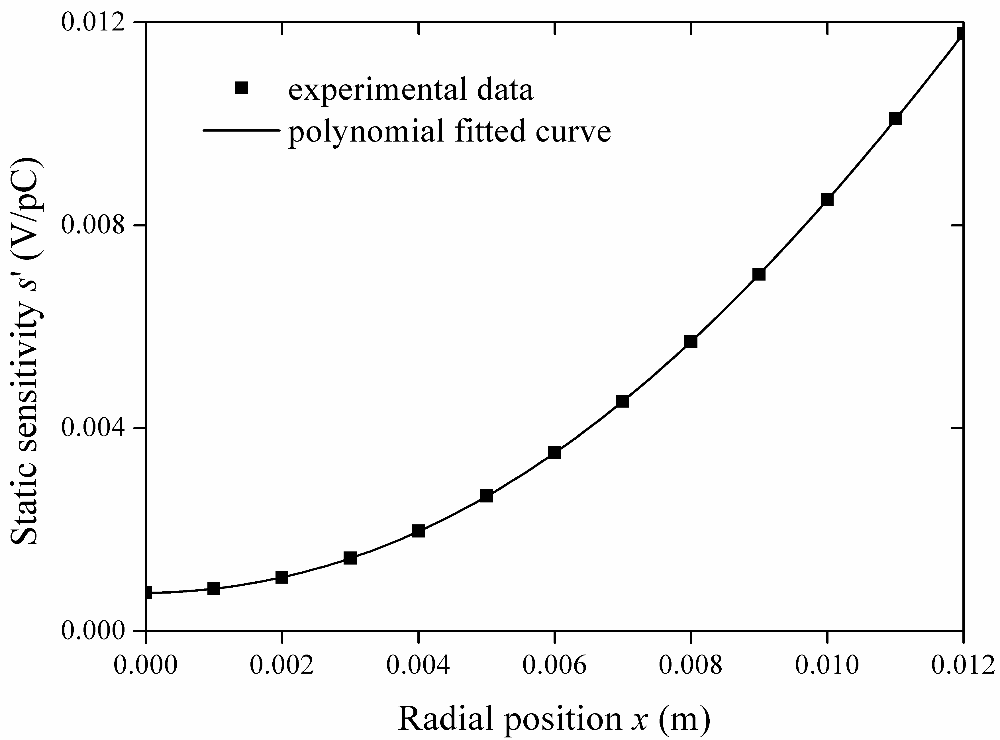 0.012
experimental data
polynomial fitted curve
0.008
0.004
0.000
Static sensitivity s' (V/pC)
0.000 0.002 0.004 0.006 0.008 0.010 0.012
Radial position x (m)